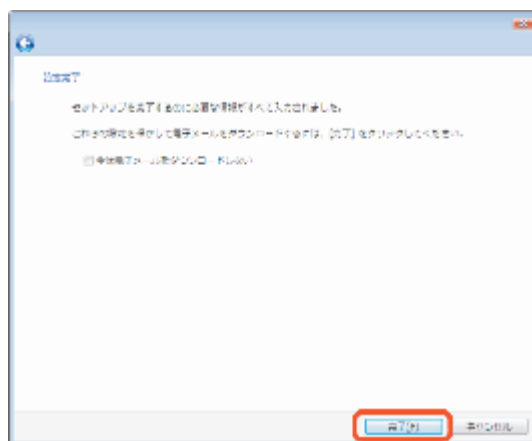 設定完了
セットアップを完了するのに必要な情報がすべて入力されました。
これらの設定を保存して電子メールをダウンロードするには、[完了] をクリックしてください。
今は電子メールをダウンロードしない
完了(F)
キャンセル